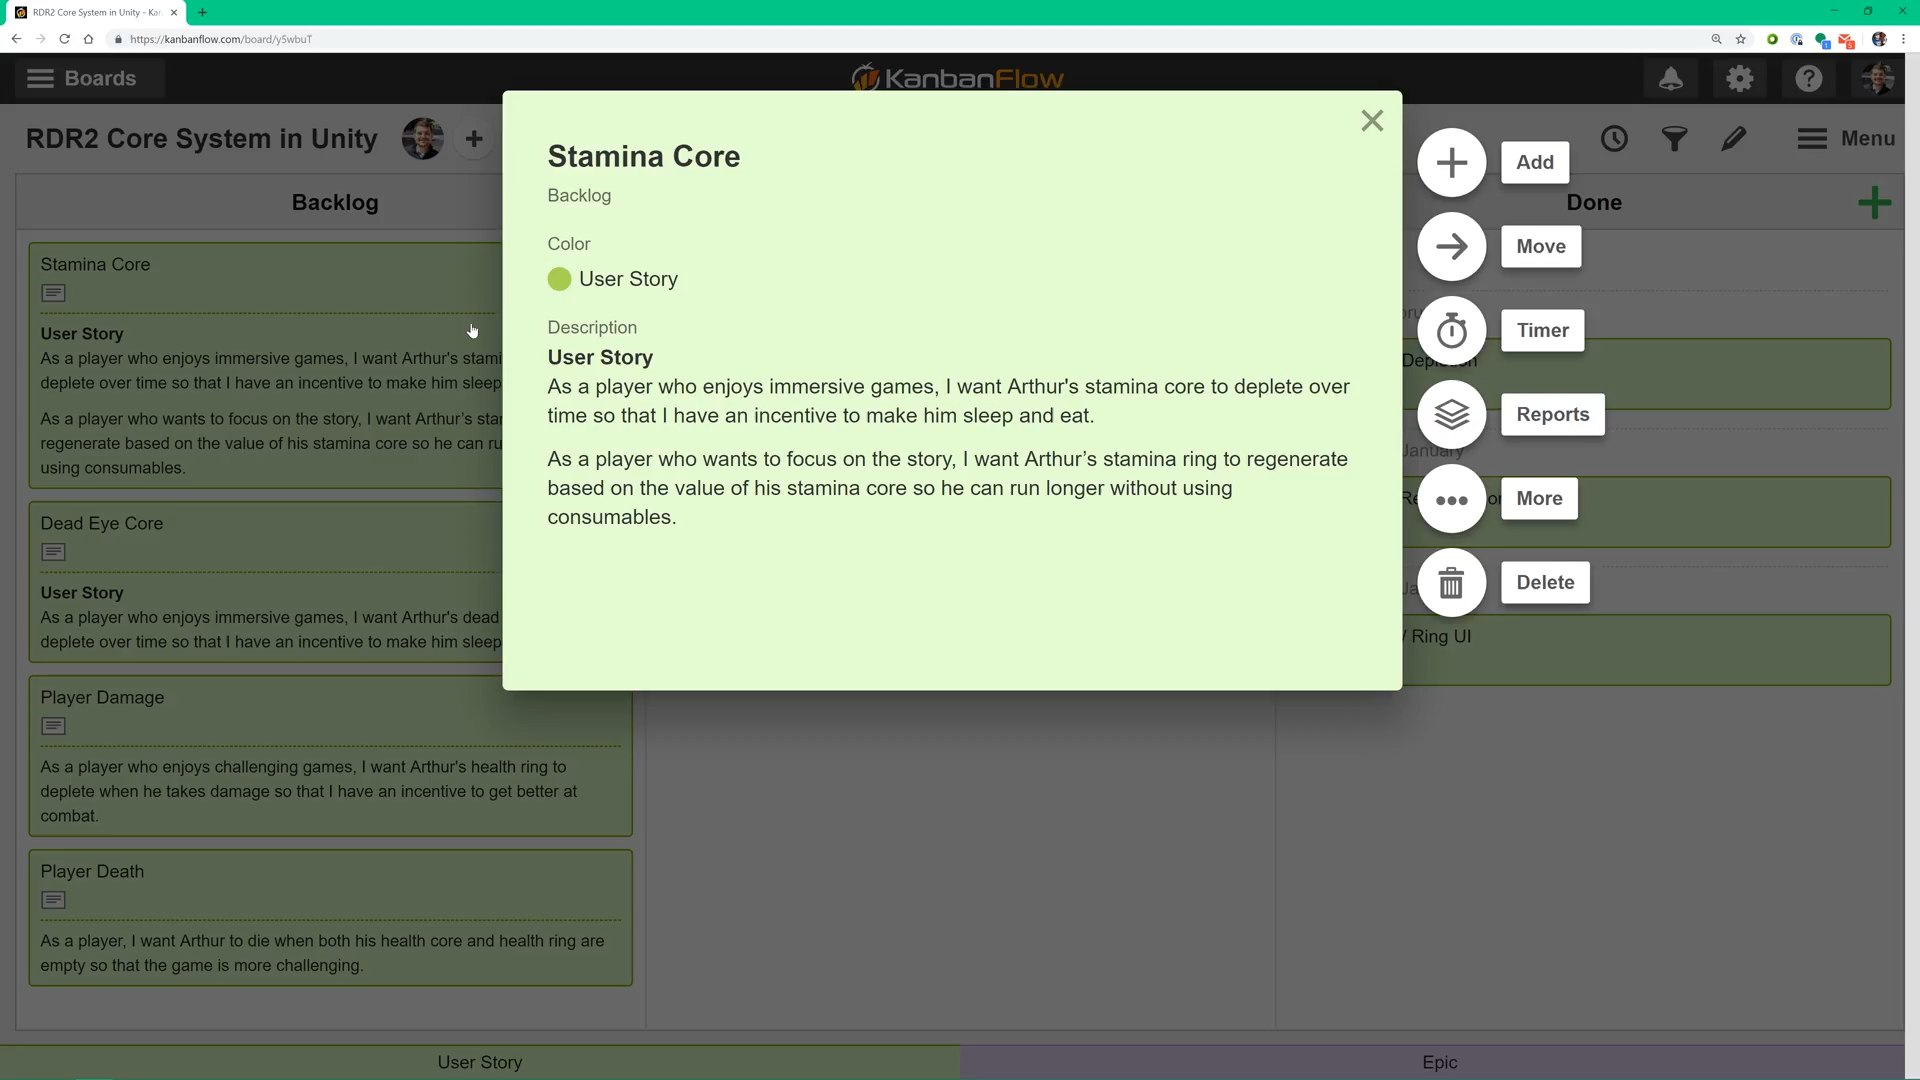 RDR2 Core System in Unity - Kan
https://kanbanflow.com/board/y5wbuT
Boards
KanbanFlow
RDR2 Core System in Unity
Menu
Backlog
Done
Stamina Core
User Story
As a player who enjoys immersive games, I want Arthur's stami
deplete over time so that I have an incentive to make him sleep
As a player who wants to focus on the story, I want Arthur's star
regenerate based on the value of his stamina core so he can ru
using consumables.
Dead Eye Core
User Story
As a player who enjoys immersive games, I want Arthur's dead
deplete over time so that I have an incentive to make him sleep
Player Damage
As a player who enjoys challenging games, I want Arthur's health ring to
deplete when he takes damage so that I have an incentive to get better at
combat.
Player Death
As a player, I want Arthur to die when both his health core and health ring are
empty so that the game is more challenging.
Stamina Core
Backlog
Color
User Story
Description
User Story
As a player who enjoys immersive games, I want Arthur's stamina core to deplete over
time so that I have an incentive to make him sleep and eat.
As a player who wants to focus on the story, I want Arthur’s stamina ring to regenerate
based on the value of his stamina core so he can run longer without using
consumables.
Add
Move
Timer
Reports
More
Delete
January
/ Ring UI
User Story
Epic